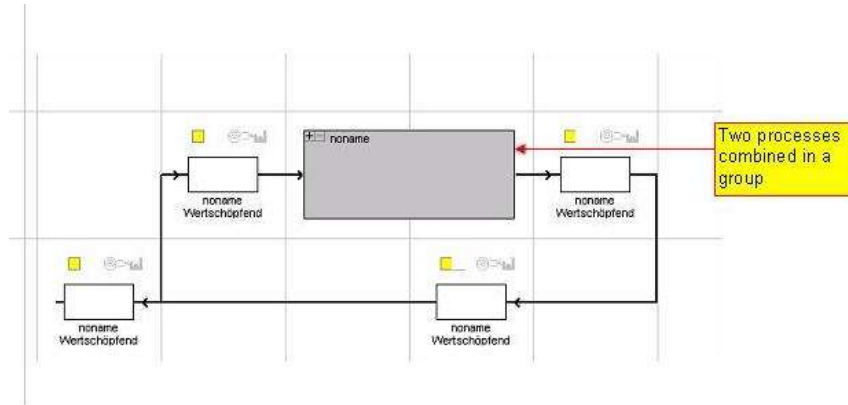 noname
Two processes
combined in a
group
noname
Wertschöpfend
noname
Wertschöpfend
noname
Wertschöpfend
noname
Wertschöpfend